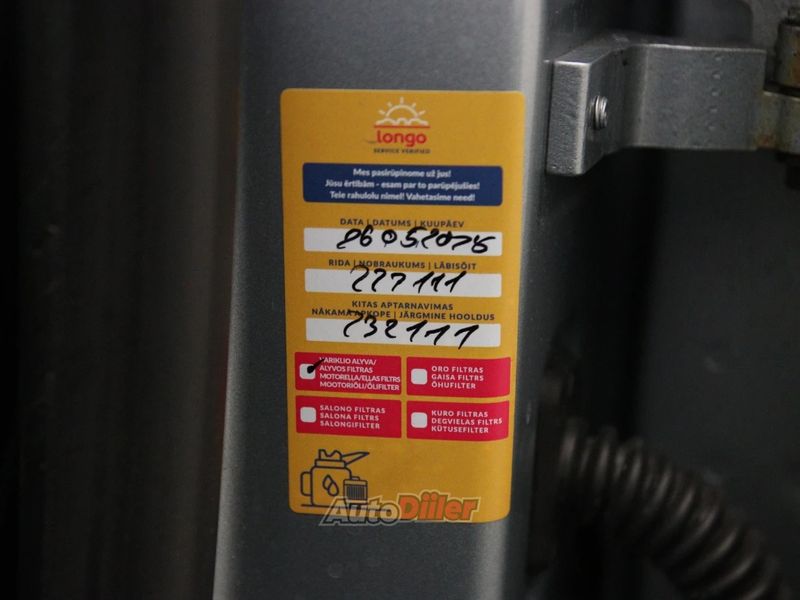 longo
SERVICE VERIFIED
Mes pasirūpinome už jus!
Jūsu ērtībām - esam par to parūpējušies!
Teie rahulolu nimel! Vahetasime need!
DATA | DATUMS | KUUPÄEV
RIDA | NOBRAUKUMS | LÄBISÕIT
227111
KITAS APTARNAVIMAS
NĀKAMĀ APKOPE | JÄRGMINE HOOLDUS
232111
VARIKLIO ALYVA/
ALYVOS FILTRAS
MOTORELLA/ELLAS FILTRS
MOOTORIÕLI/ÕLIFILTER
ORO FILTRAS
GAISA FILTRS
ÕHUFILTER
SALONO FILTRAS
SALONA FILTRS
SALONGIFILTER
KURO FILTRAS
DEGVIELAS FILTRS
KÜTUSEFILTER
AutoDiiler